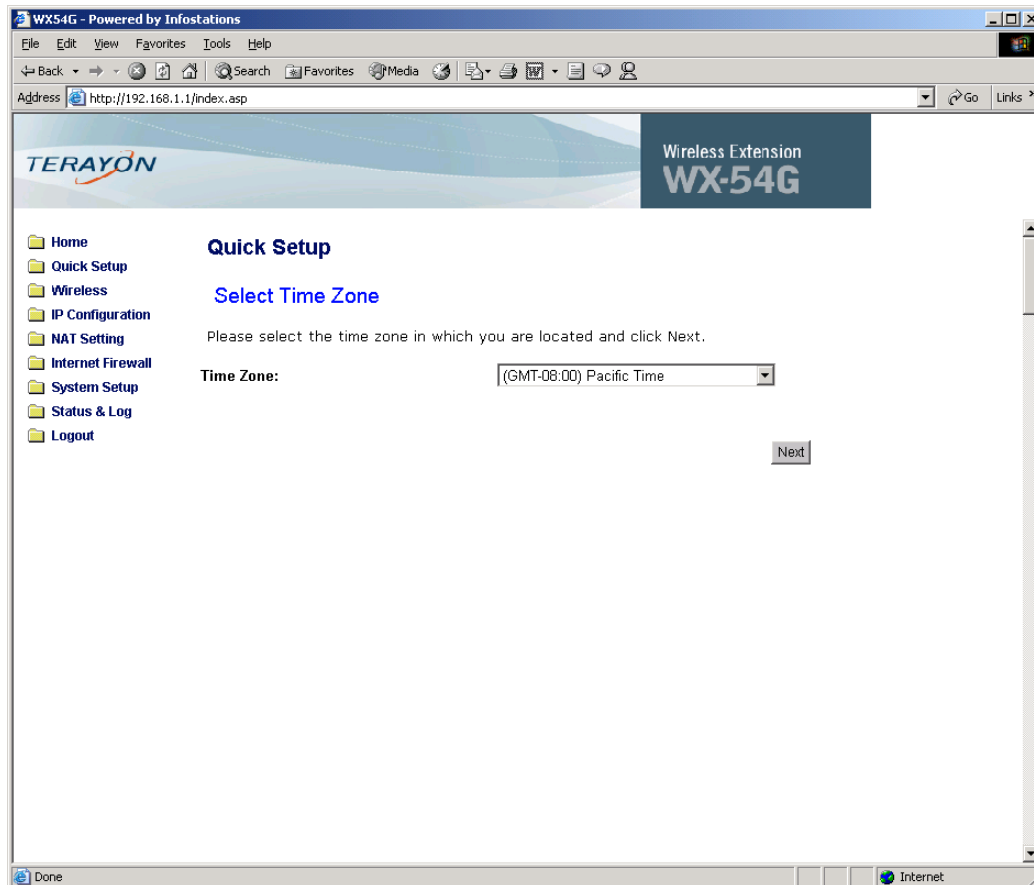 WX54G - Powered by Infostations
File Edit View Favorites Tools Help
Back Search Favorites Media
Address http://192.168.1.1/index.asp Go Links »
TERAYON
Wireless Extension
WX-54G
Home
Quick Setup
Wireless
IP Configuration
NAT Setting
Internet Firewall
System Setup
Status & Log
Logout
Quick Setup
Select Time Zone
Please select the time zone in which you are located and click Next.
Time Zone: (GMT-08:00) Pacific Time
Next
Done Internet